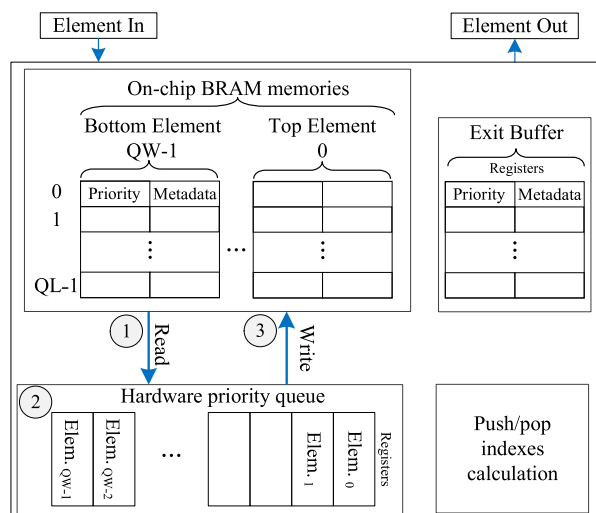 Element In
Element Out
On-chip BRAM memories
Bottom Element
QW-1
Top Element
0
Exit Buffer
Registers
0
Priority
Metadata
Priority
Metadata
1
⋮
⋮
⋮
...
QL-1
1
Read
3
Write
2
Hardware priority queue
Elem. QW-1
Elem. QW-2
...
Elem. 1
Elem. 0
Registers
Push/pop
indexes
calculation